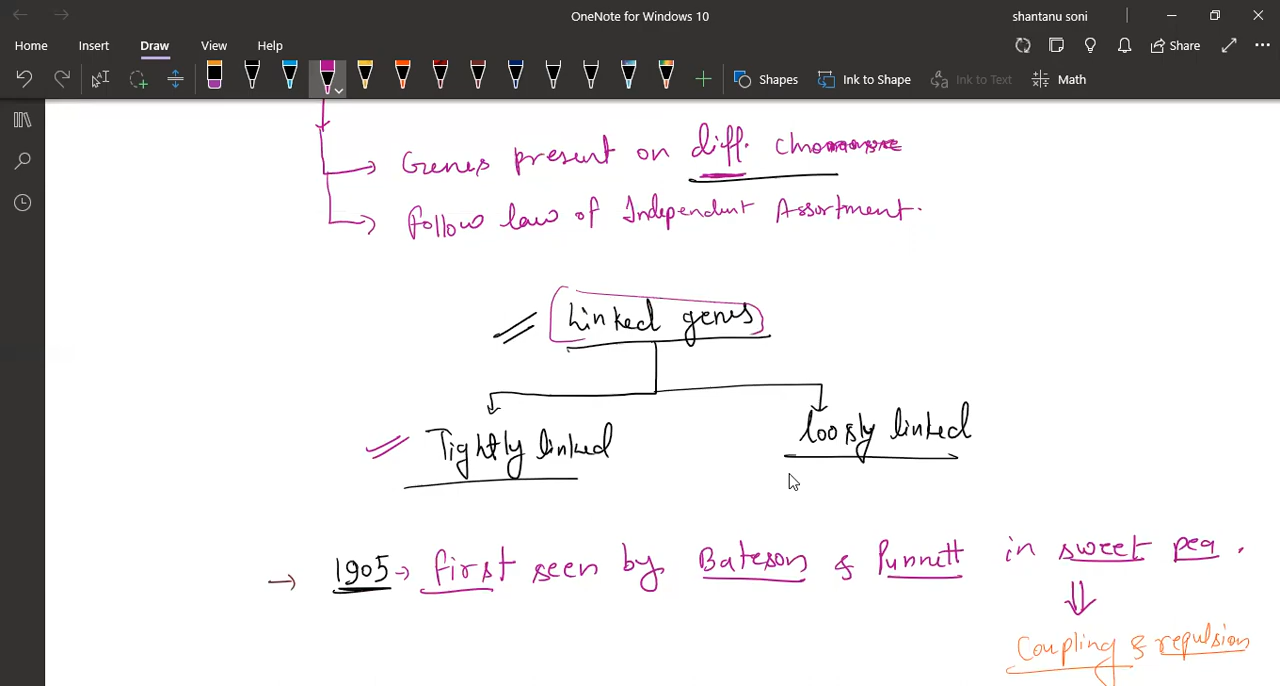 OneNote for Windows 10
shantanu soni
Home Insert Draw View Help
Share
Shapes Ink to Shape Ink to Text Math
Genes present on diff.
Follow law of Independent Assortment.
Linked genes
Tightly linked
loosly linked
→ 1905 → first seen by Bateson & Punnett in sweet pea.
Coupling & repulsion